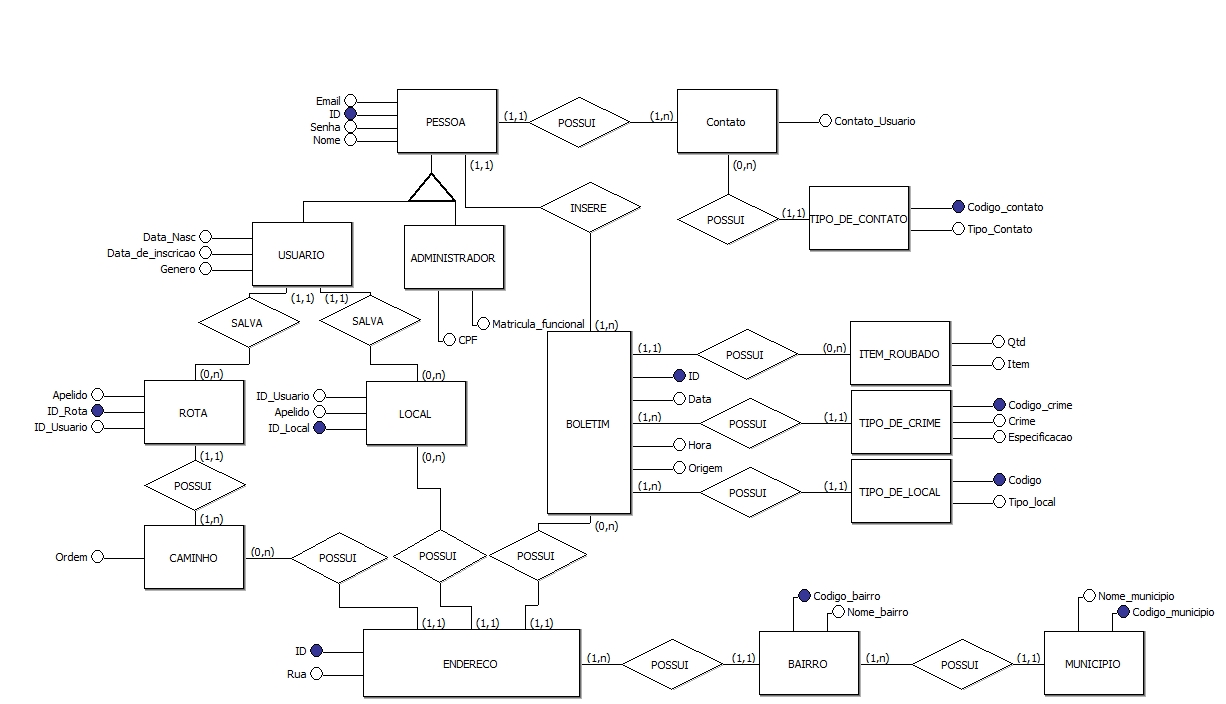 Email
ID
Senha
Nome
PESSOA
(1,1)
POSSUI
(1,n)
Contato
Contato_Usuario
(1,1)
(0,n)
INSERE
POSSUI
(1,1)
TIPO_DE_CONTATO
Codigo_contato
Tipo_Contato
Data_Nasc
Data_de_inscricao
Genero
USUARIO
ADMINISTRADOR
(1,1)
(1,1)
SALVA
SALVA
Matricula_funcional
CPF
(1,n)
(0,n)
(0,n)
Apelido
ID_Rota
ID_Usuario
ROTA
ID_Usuario
Apelido
ID_Local
LOCAL
BOLETIM
(1,1)
POSSUI
(0,n)
ITEM_ROUBADO
Qtd
Item
ID
Data
(1,n)
POSSUI
(1,1)
TIPO_DE_CRIME
Codigo_crime
Crime
Especificacao
Hora
Origem
(1,n)
POSSUI
(1,1)
TIPO_DE_LOCAL
Codigo
Tipo_local
(1,1)
POSSUI
(1,n)
(0,n)
(0,n)
Ordem
CAMINHO
(0,n)
POSSUI
POSSUI
POSSUI
(1,1)
(1,1)
(1,1)
ID
Rua
ENDERECO
(1,n)
POSSUI
(1,1)
Codigo_bairro
Nome_bairro
BAIRRO
(1,n)
POSSUI
(1,1)
Nome_municipio
Codigo_municipio
MUNICIPIO